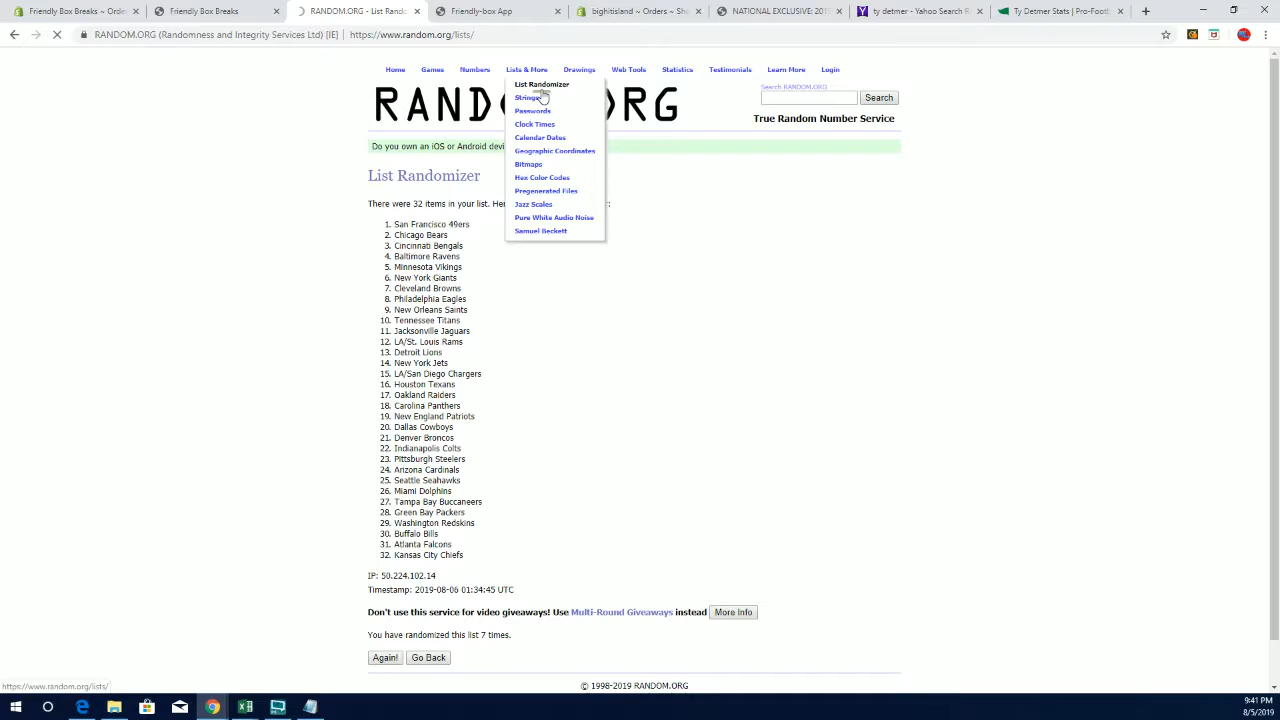 Friendly Box Breaks ~ Orders ~
Friendly Box Breaks
RANDOM.ORG - List Randomizer
App Store - Passwords
bighitisland ~ Orders ~ Sh
NATIONAL EXCLUSIVE: 201
ty detmer - Yahoo Search
Ty Detmer Stats | Pro-Footb
RANDOM.ORG (Randomness and Integrity Services Ltd) [IE] | https://www.random.org/lists/
Home Games Numbers Lists & More Drawings Web Tools Statistics Testimonials Learn More Login
List Randomizer
Strings
Passwords
Clock Times
Calendar Dates
Geographic Coordinates
Bitmaps
Hex Color Codes
Pregenerated Files
Jazz Scales
Pure White Audio Noise
Samuel Beckett
RAND RG
Search RANDOM.ORG
Search
True Random Number Service
Do you own an iOS or Android devi
List Randomizer
There were 32 items in your list. Her r:
1. San Francisco 49ers
2. Chicago Bears
3. Cincinnati Bengals
4. Baltimore Ravens
5. Minnesota Vikings
6. New York Giants
7. Cleveland Browns
8. Philadelphia Eagles
9. New Orleans Saints
10. Tennessee Titans
11. Jacksonville Jaguars
12. LA/St. Louis Rams
13. Detroit Lions
14. New York Jets
15. LA/San Diego Chargers
16. Houston Texans
17. Oakland Raiders
18. Carolina Panthers
19. New England Patriots
20. Dallas Cowboys
21. Denver Broncos
22. Indianapolis Colts
23. Pittsburgh Steelers
24. Arizona Cardinals
25. Seattle Seahawks
26. Miami Dolphins
27. Tampa Bay Buccaneers
28. Green Bay Packers
29. Washington Redskins
30. Buffalo Bills
31. Atlanta Falcons
32. Kansas City Chiefs
IP: 50.224.102.14
Timestamp: 2019-08-06 01:34:45 UTC
Don't use this service for video giveaways! Use Multi-Round Giveaways instead More Info
You have randomized this list 7 times.
Again! Go Back
© 1998-2019 RANDOM.ORG
https://www.random.org/lists/
9:41 PM
8/5/2019